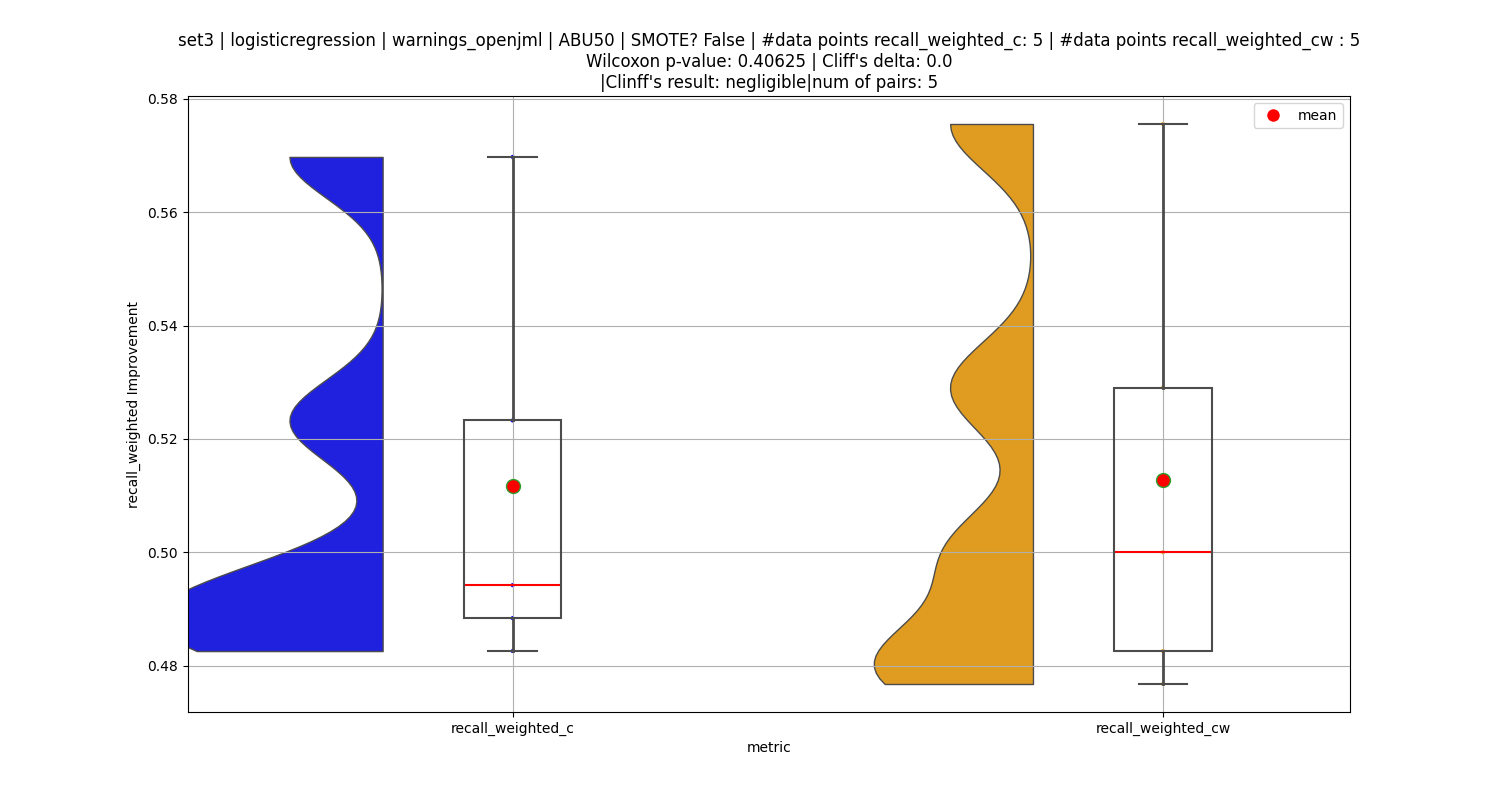 set3 | logisticregression | warnings_openjml | ABU50 | SMOTE? False | #data points recall_weighted_c: 5 | #data points recall_weighted_cw : 5
Wilcoxon p-value: 0.40625 | Cliff's delta: 0.0
|Clinff's result: negligible|num of pairs: 5
mean
0.58
0.56
0.54
0.52
0.50
0.48
recall_weighted Improvement
recall_weighted_c
recall_weighted_cw
metric